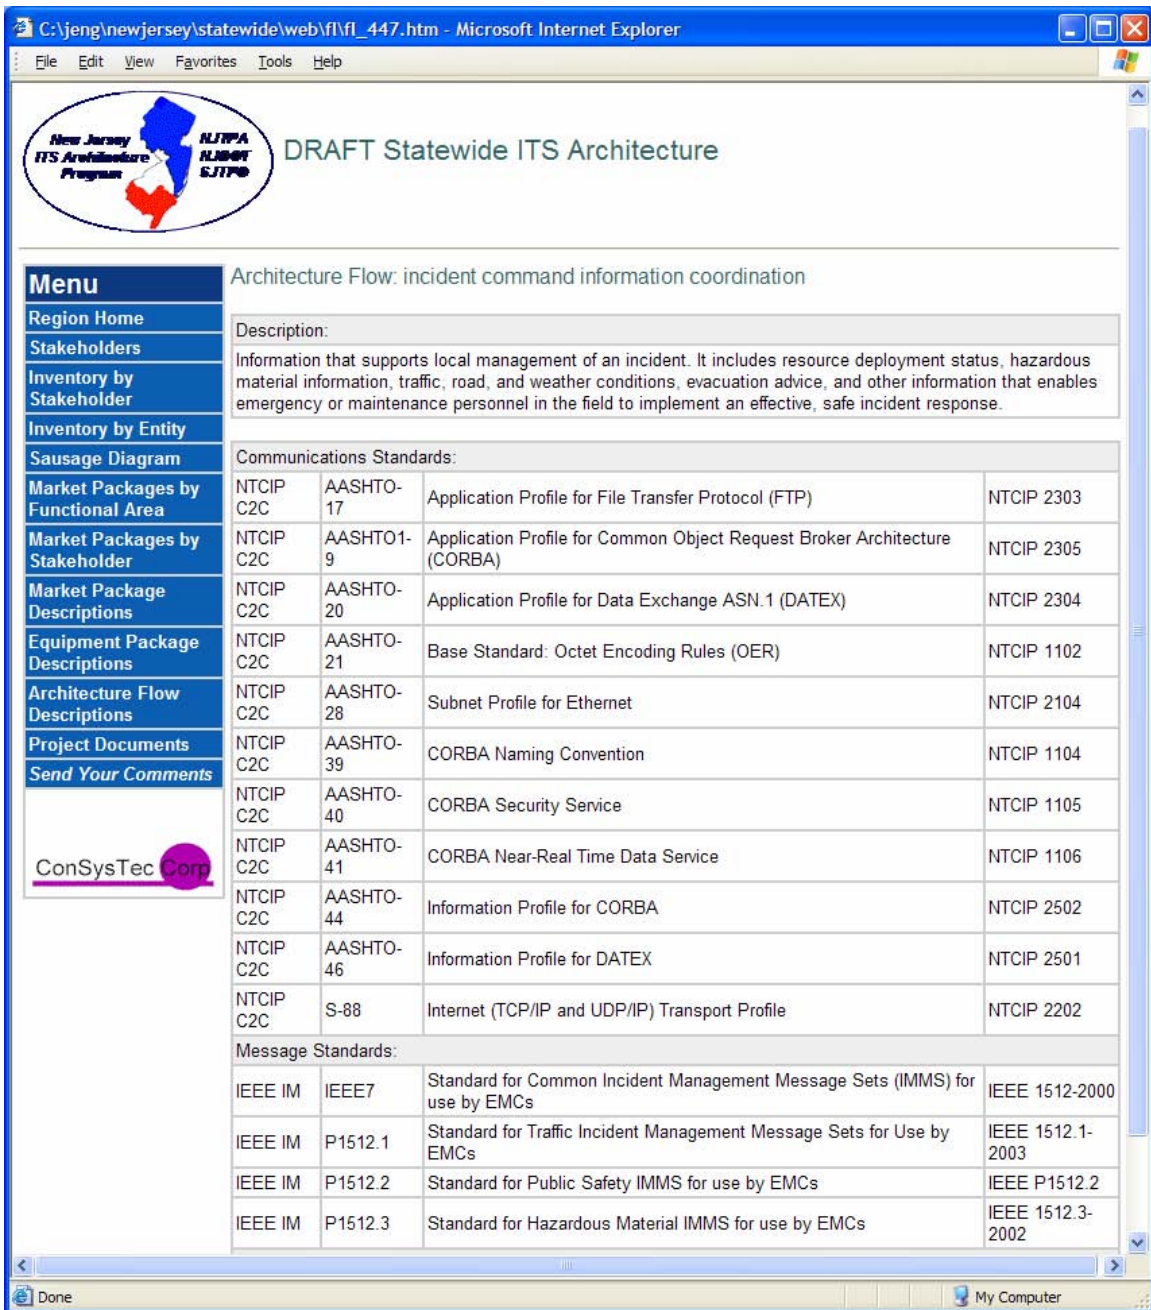 C:\jeng\newjersey\statewide\web\fl\fl_447.htm - Microsoft Internet Explorer
File Edit View Favorites Tools Help
New Jersey
ITS Architecture
Program
NJTPA
NJDOT
SJTPO
DRAFT Statewide ITS Architecture
Menu
Region Home
Stakeholders
Inventory by
Stakeholder
Inventory by Entity
Sausage Diagram
Market Packages by
Functional Area
Market Packages by
Stakeholder
Market Package
Descriptions
Equipment Package
Descriptions
Architecture Flow
Descriptions
Project Documents
Send Your Comments
ConSysTec Corp
Architecture Flow: incident command information coordination
Description:
Information that supports local management of an incident. It includes resource deployment status, hazardous
material information, traffic, road, and weather conditions, evacuation advice, and other information that enables
emergency or maintenance personnel in the field to implement an effective, safe incident response.
Communications Standards:
NTCIP C2C AASHTO-17 Application Profile for File Transfer Protocol (FTP) NTCIP 2303
NTCIP C2C AASHTO1-9 Application Profile for Common Object Request Broker Architecture (CORBA) NTCIP 2305
NTCIP C2C AASHTO-20 Application Profile for Data Exchange ASN.1 (DATEX) NTCIP 2304
NTCIP C2C AASHTO-21 Base Standard: Octet Encoding Rules (OER) NTCIP 1102
NTCIP C2C AASHTO-28 Subnet Profile for Ethernet NTCIP 2104
NTCIP C2C AASHTO-39 CORBA Naming Convention NTCIP 1104
NTCIP C2C AASHTO-40 CORBA Security Service NTCIP 1105
NTCIP C2C AASHTO-41 CORBA Near-Real Time Data Service NTCIP 1106
NTCIP C2C AASHTO-44 Information Profile for CORBA NTCIP 2502
NTCIP C2C AASHTO-46 Information Profile for DATEX NTCIP 2501
NTCIP C2C S-88 Internet (TCP/IP and UDP/IP) Transport Profile NTCIP 2202
Message Standards:
IEEE IM IEEE7 Standard for Common Incident Management Message Sets (IMMS) for use by EMCs IEEE 1512-2000
IEEE IM P1512.1 Standard for Traffic Incident Management Message Sets for Use by EMCs IEEE 1512.1-2003
IEEE IM P1512.2 Standard for Public Safety IMMS for use by EMCs IEEE P1512.2
IEEE IM P1512.3 Standard for Hazardous Material IMMS for use by EMCs IEEE 1512.3-2002
Done
My Computer